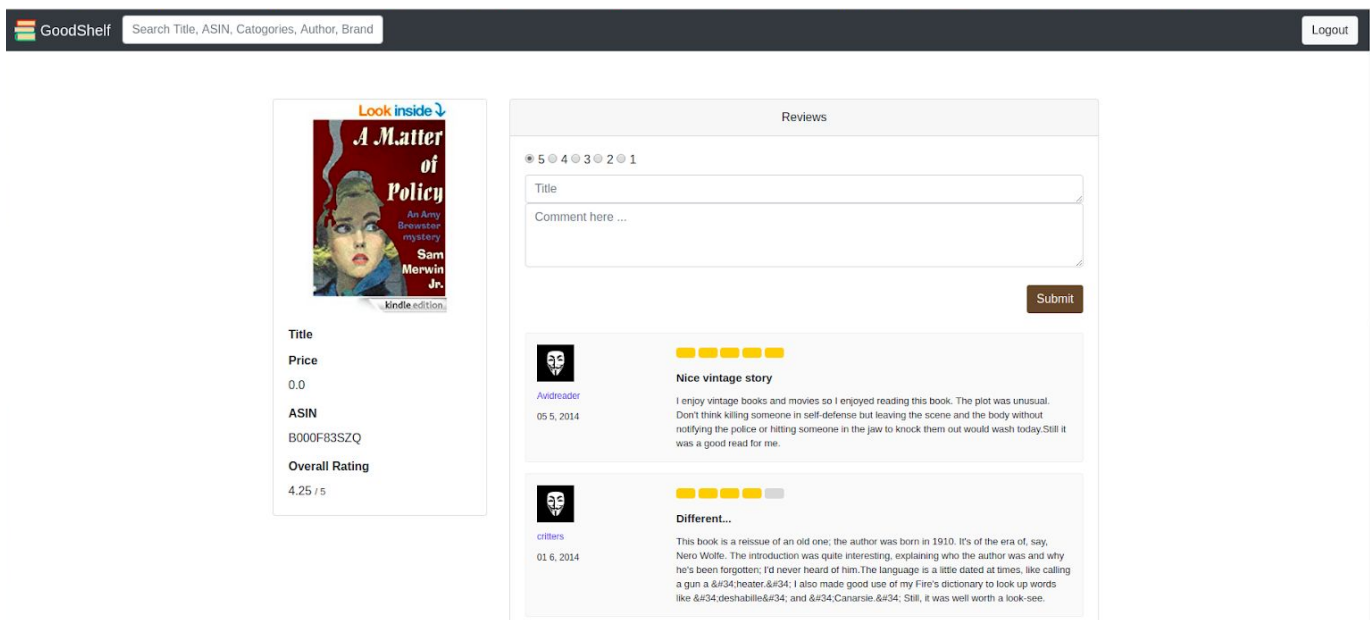 GoodShelf
Search Title, ASIN, Catogories, Author, Brand
Logout
Look inside
A Matter
of
Policy
An Amy
Brewster
mystery
Sam
Merwin
Jr.
kindle edition
Title
Price
0.0
ASIN
B000F83SZQ
Overall Rating
4.25 / 5
Reviews
5 4 3 2 1
Title
Comment here ...
Submit
Avidreader
05 5, 2014
Nice vintage story
I enjoy vintage books and movies so I enjoyed reading this book. The plot was unusual.
Don't think killing someone in self-defense but leaving the scene and the body without
notifying the police or hitting someone in the jaw to knock them out would wash today.Still it
was a good read for me.
critters
01 6, 2014
Different...
This book is a reissue of an old one; the author was born in 1910. It's of the era of, say,
Nero Wolfe. The introduction was quite interesting, explaining who the author was and why
he's been forgotten; I'd never heard of him.The language is a little dated at times, like calling
a gun a &#34;heater.&#34; I also made good use of my Fire's dictionary to look up words
like &#34;deshabille&#34; and &#34;Canarsie.&#34; Still, it was well worth a look-see.